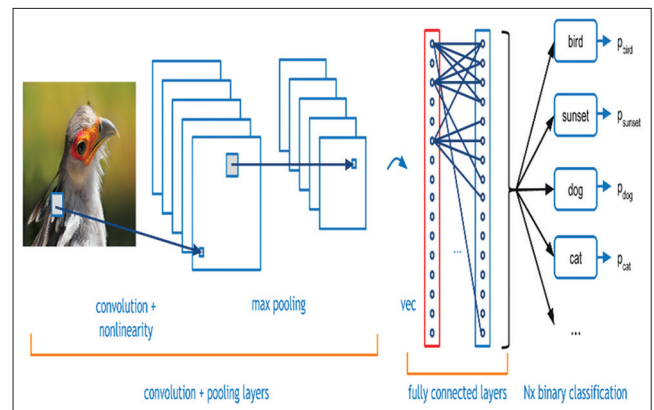 bird
p_bird
sunset
p_sunset
dog
p_dog
cat
p_cat
...
...
convolution +
nonlinearity
max pooling
vec
convolution + pooling layers
fully connected layers
Nx binary classification